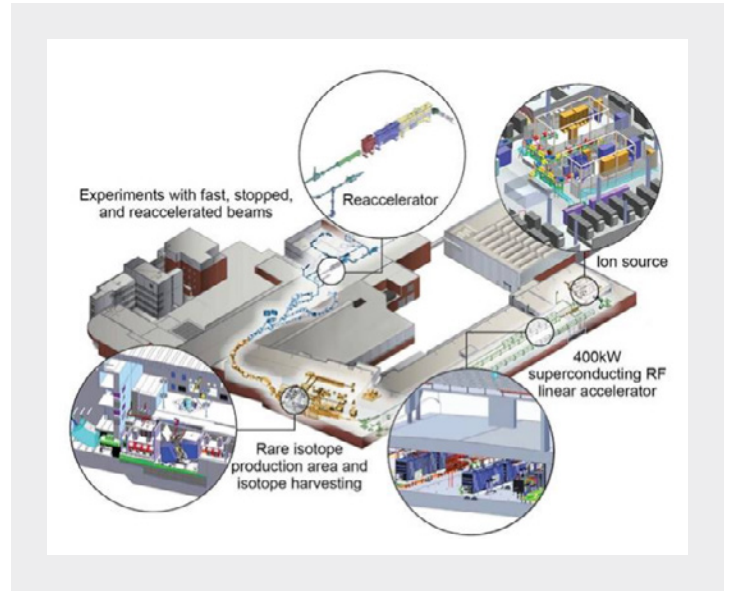 Experiments with fast, stopped,
and reaccelerated beams
Reaccelerator
Ion source
400kW
superconducting RF
linear accelerator
Rare isotope
production area and
isotope harvesting